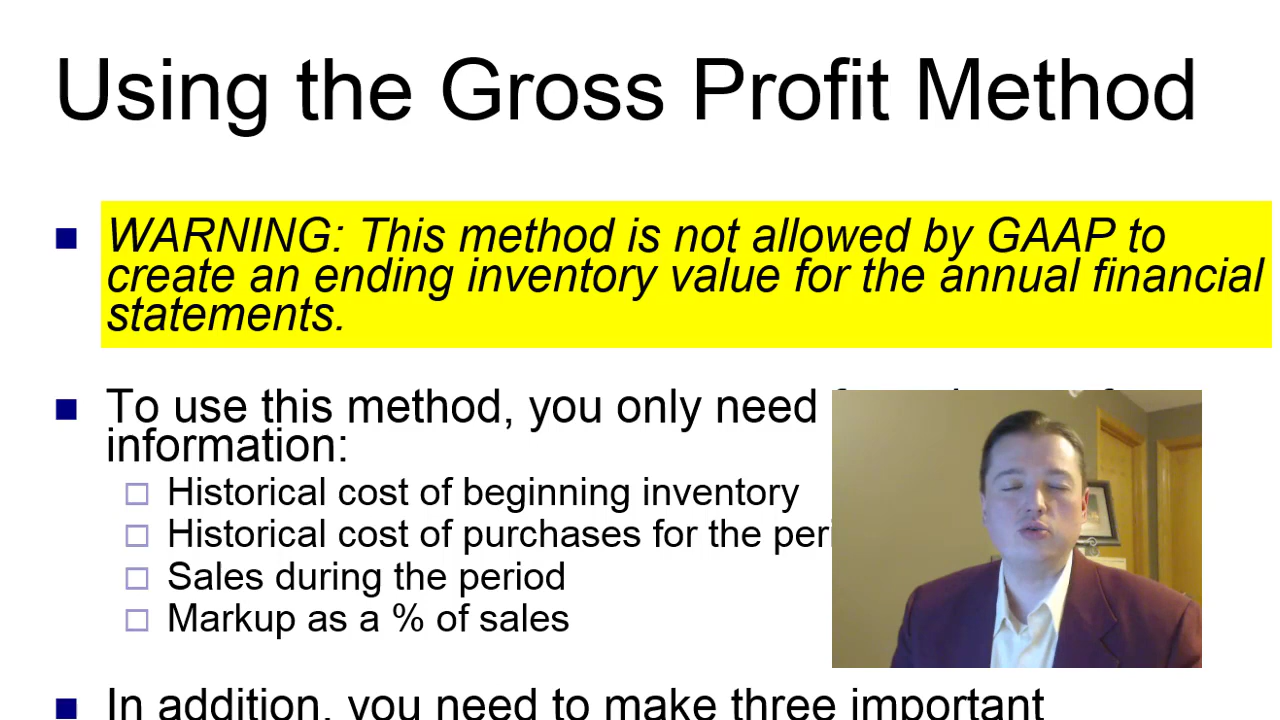 Using the Gross Profit Method
WARNING: This method is not allowed by GAAP to
create an ending inventory value for the annual financial
statements.
To use this method, you only need
information:
Historical cost of beginning inventory
Historical cost of purchases for the peri
Sales during the period
Markup as a % of sales
In addition, you need to make three important